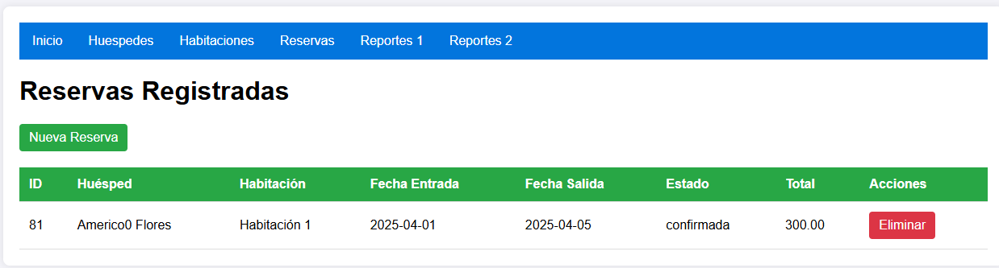 Inicio Huespedes Habitaciones Reservas Reportes 1 Reportes 2
Reservas Registradas
Nueva Reserva
ID Huésped Habitación Fecha Entrada Fecha Salida Estado Total Acciones
81 Americo0 Flores Habitación 1 2025-04-01 2025-04-05 confirmada 300.00 Eliminar